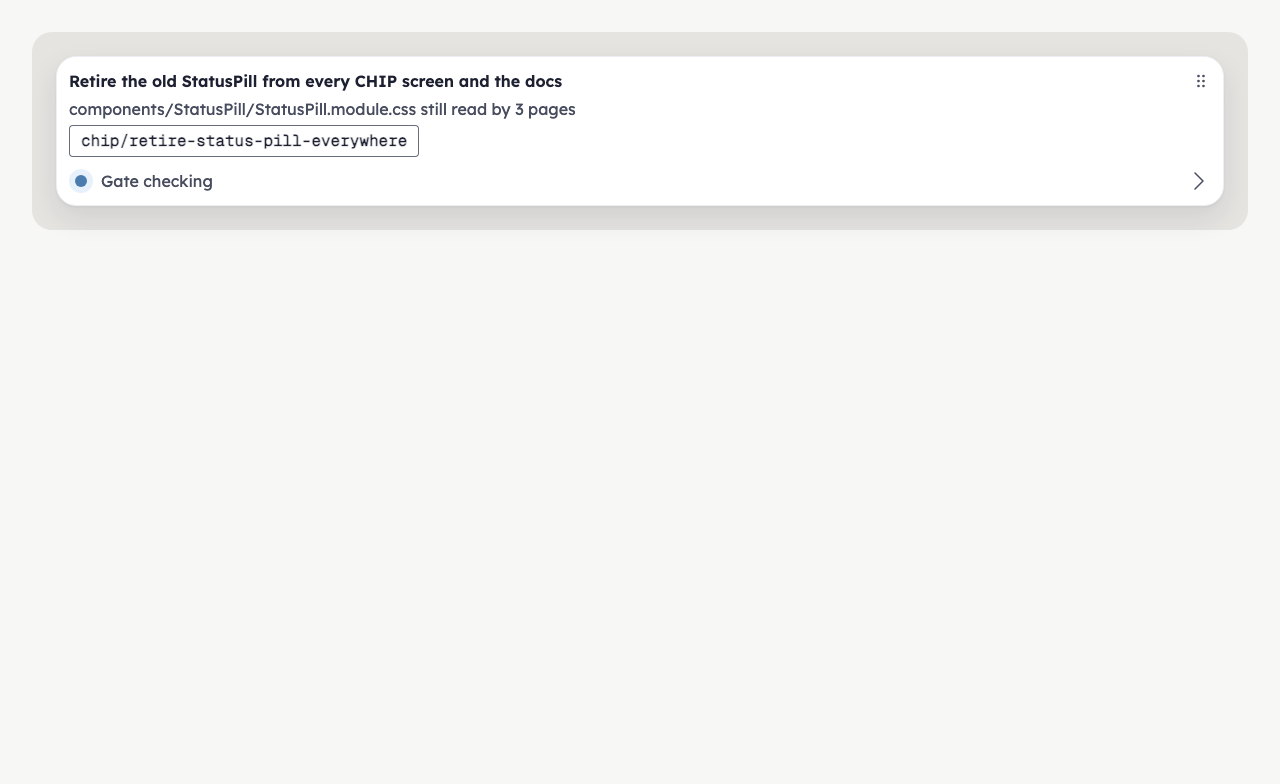 Retire the old StatusPill from every CHIP screen and the docs
components/StatusPill/StatusPill.module.css still read by 3 pages
chip/retire-status-pill-everywhere
Gate checking